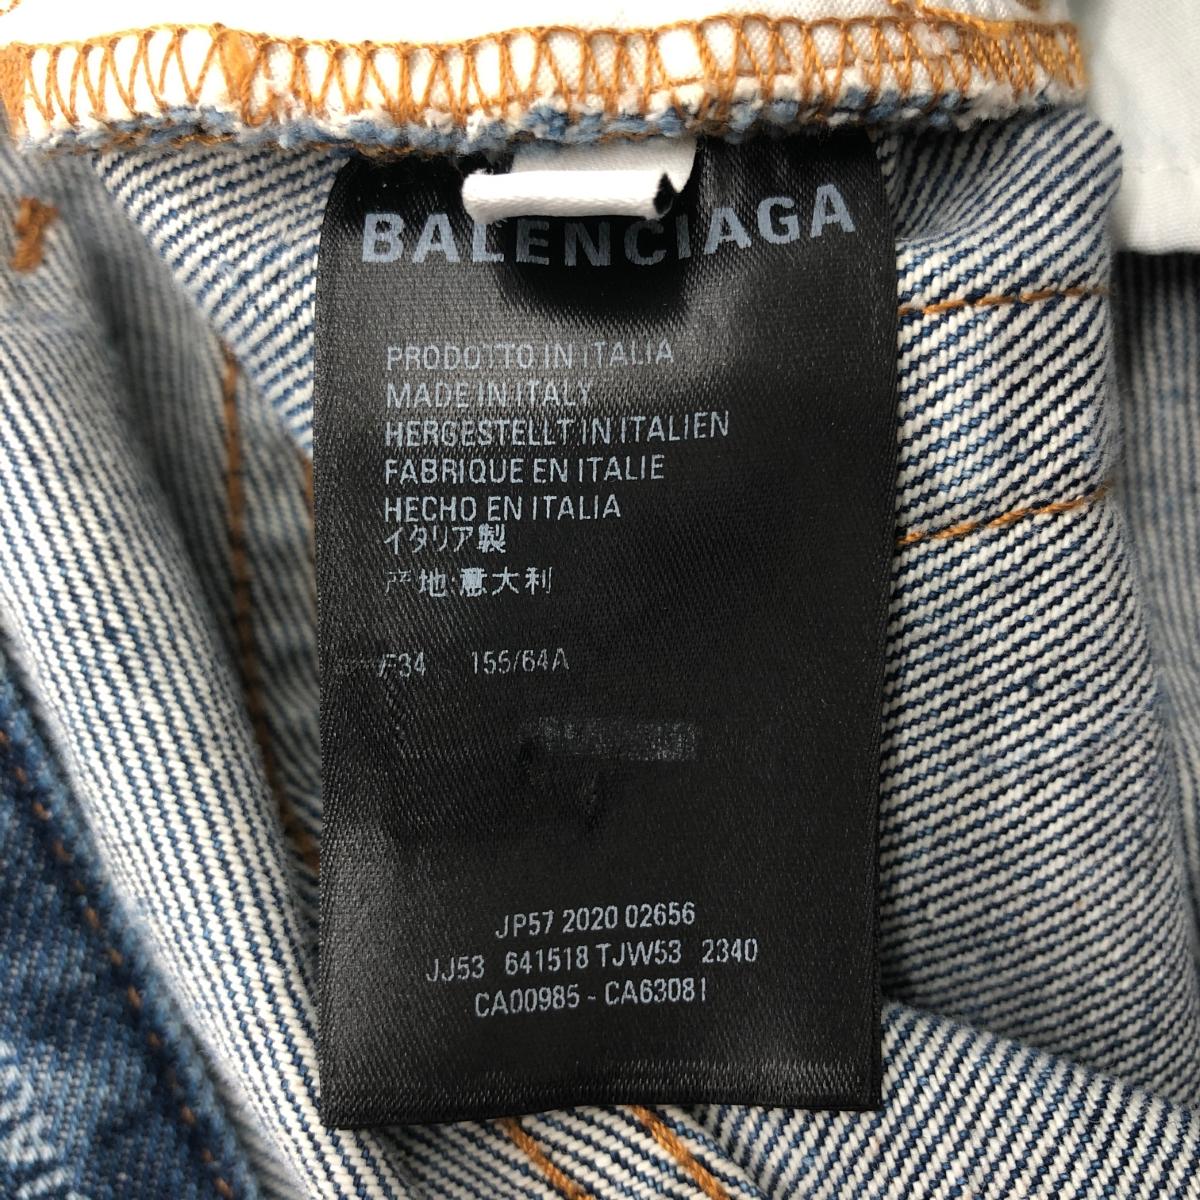 BALENCIAGA
PRODOTTO IN ITALIA
MADE IN ITALY
HERGESTELLT IN ITALIEN
FABRIQUE EN ITALIE
HECHO EN ITALIA
イタリア製
产地:意大利
F34 155/64A
JP57 2020 02656
JJ53 641518 TJW53 2340
CA00985 - CA63081